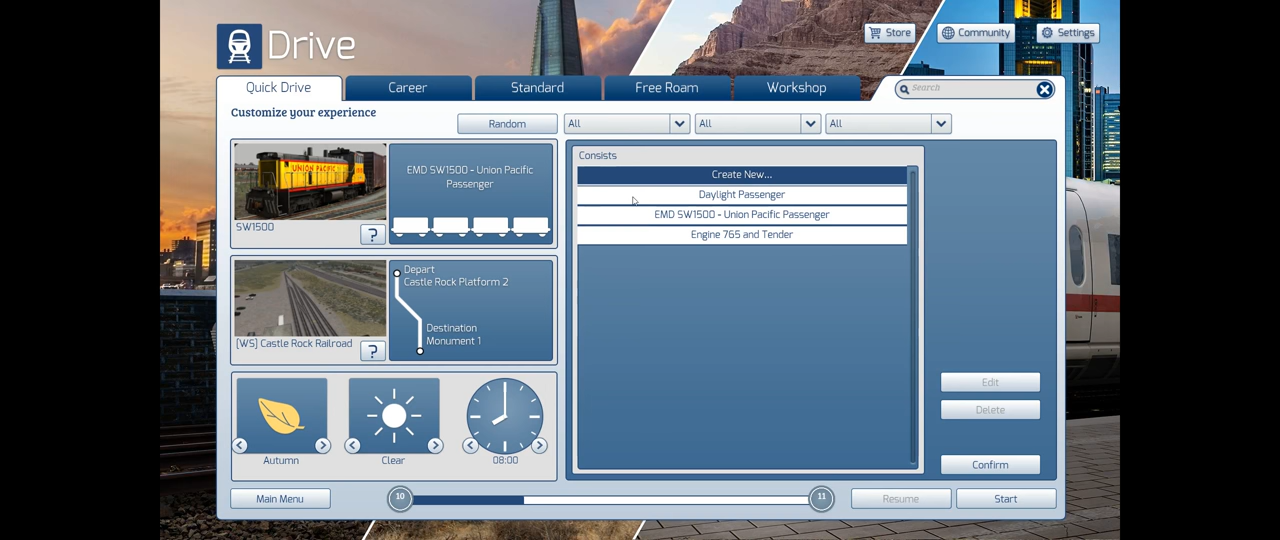 Drive
Store
Community
Settings
Quick Drive
Career
Standard
Free Roam
Workshop
Search
Customize your experience
Random
All
All
All
UNION PACIFIC
SW1500
?
EMD SW1500 - Union Pacific
Passenger
Consists
Create New...
Daylight Passenger
EMD SW1500 - Union Pacific Passenger
Engine 765 and Tender
[WS] Castle Rock Railroad
?
Depart
Castle Rock Platform 2
Destination
Monument 1
Autumn
Clear
08:00
Edit
Delete
Confirm
Main Menu
10
11
Resume
Start